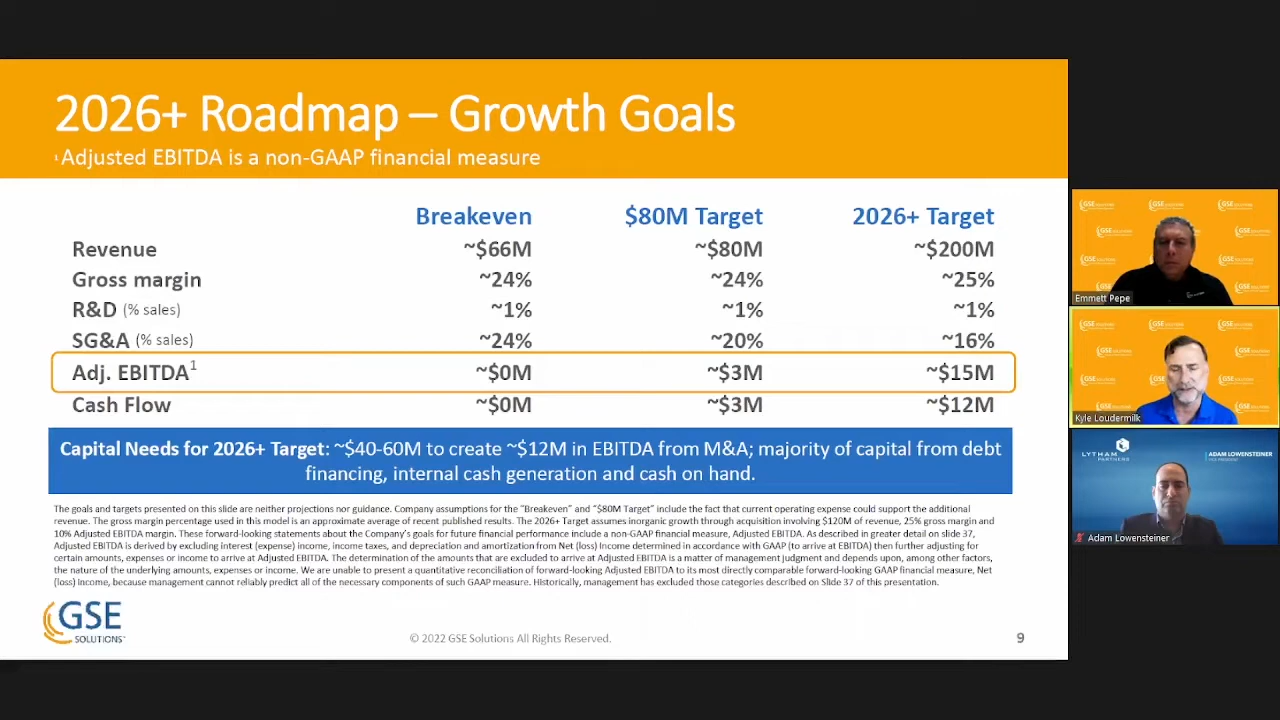 2026+ Roadmap – Growth Goals
¹Adjusted EBITDA is a non-GAAP financial measure
Breakeven $80M Target 2026+ Target
Revenue ~$66M ~$80M ~$200M
Gross margin ~24% ~24% ~25%
R&D (% sales) ~1% ~1% ~1%
SG&A (% sales) ~24% ~20% ~16%
Adj. EBITDA¹ ~$0M ~$3M ~$15M
Cash Flow ~$0M ~$3M ~$12M
Capital Needs for 2026+ Target: ~$40-60M to create ~$12M in EBITDA from M&A; majority of capital from debt
financing, internal cash generation and cash on hand.
The goals and targets presented on this slide are neither projections nor guidance. Company assumptions for the "Breakeven" and "$80M Target" include the fact that current operating expense could support the additional
revenue. The gross margin percentage used in this model is an approximate average of recent published results. The 2026+ Target assumes inorganic growth through acquisition involving $120M of revenue, 25% gross margin and
10% Adjusted EBITDA margin. These forward-looking statements about the Company's goals for future financial performance include a non-GAAP financial measure, Adjusted EBITDA. As described in greater detail on slide 37,
Adjusted EBITDA is derived by excluding interest (expense) income, income taxes, and depreciation and amortization from Net (loss) Income determined in accordance with GAAP (to arrive at EBITDA) then further adjusting for
certain amounts, expenses or income to arrive at Adjusted EBITDA. The determination of the amounts that are excluded to arrive at Adjusted EBITDA is a matter of management judgment and depends upon, among other factors,
the nature of the underlying amounts, expenses or income. We are unable to present a quantitative reconciliation of forward-looking Adjusted EBITDA to its most directly comparable forward-looking GAAP financial measure, Net
(loss) Income, because management cannot reliably predict all of the necessary components of such GAAP measure. Historically, management has excluded those categories described on Slide 37 of this presentation.
GSE
SOLUTIONS
© 2022 GSE Solutions All Rights Reserved.
9
Emmett Pepe
Kyle Loudermilk
LYTHAM
PARTNERS
ADAM LOWENSTEINER
VICE PRESIDENT
Adam Lowensteiner